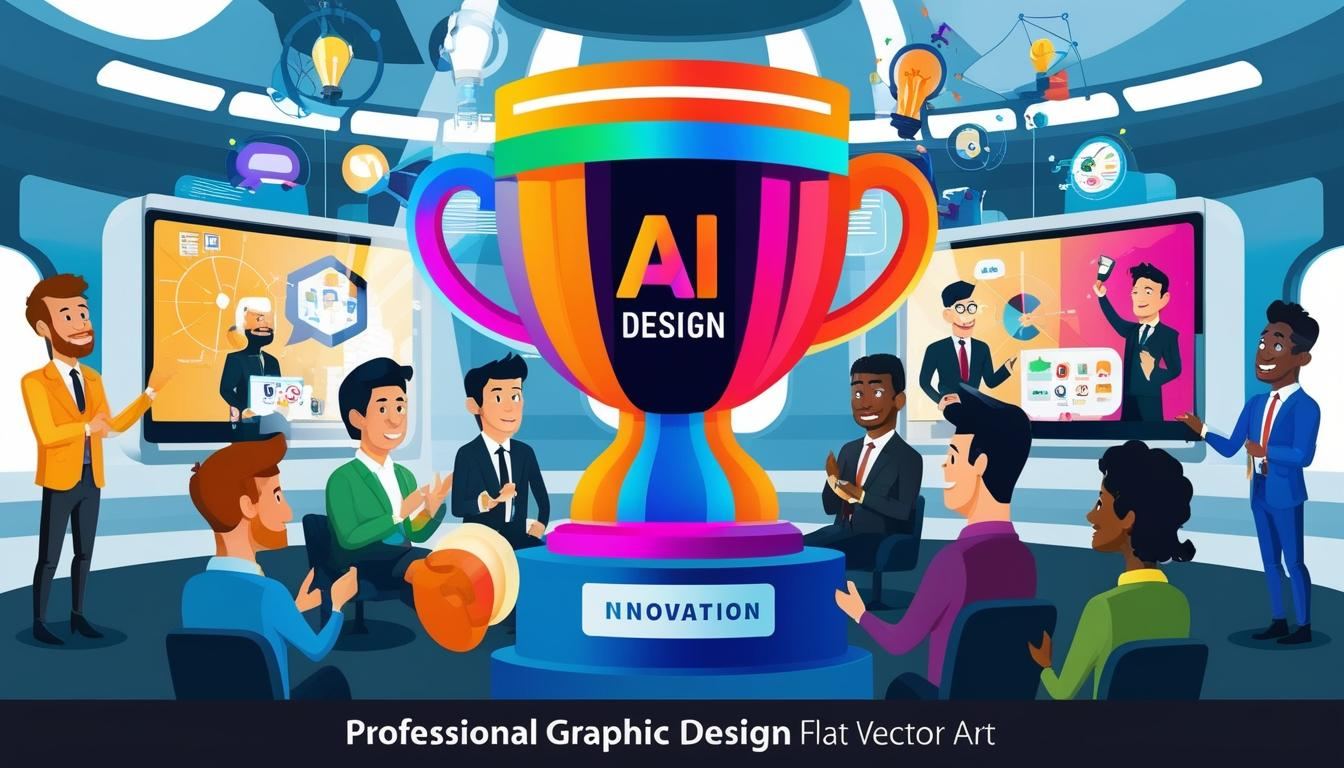 AI
DESIGN
NNOVATION
Professional Graphic Design Flat Vector Art